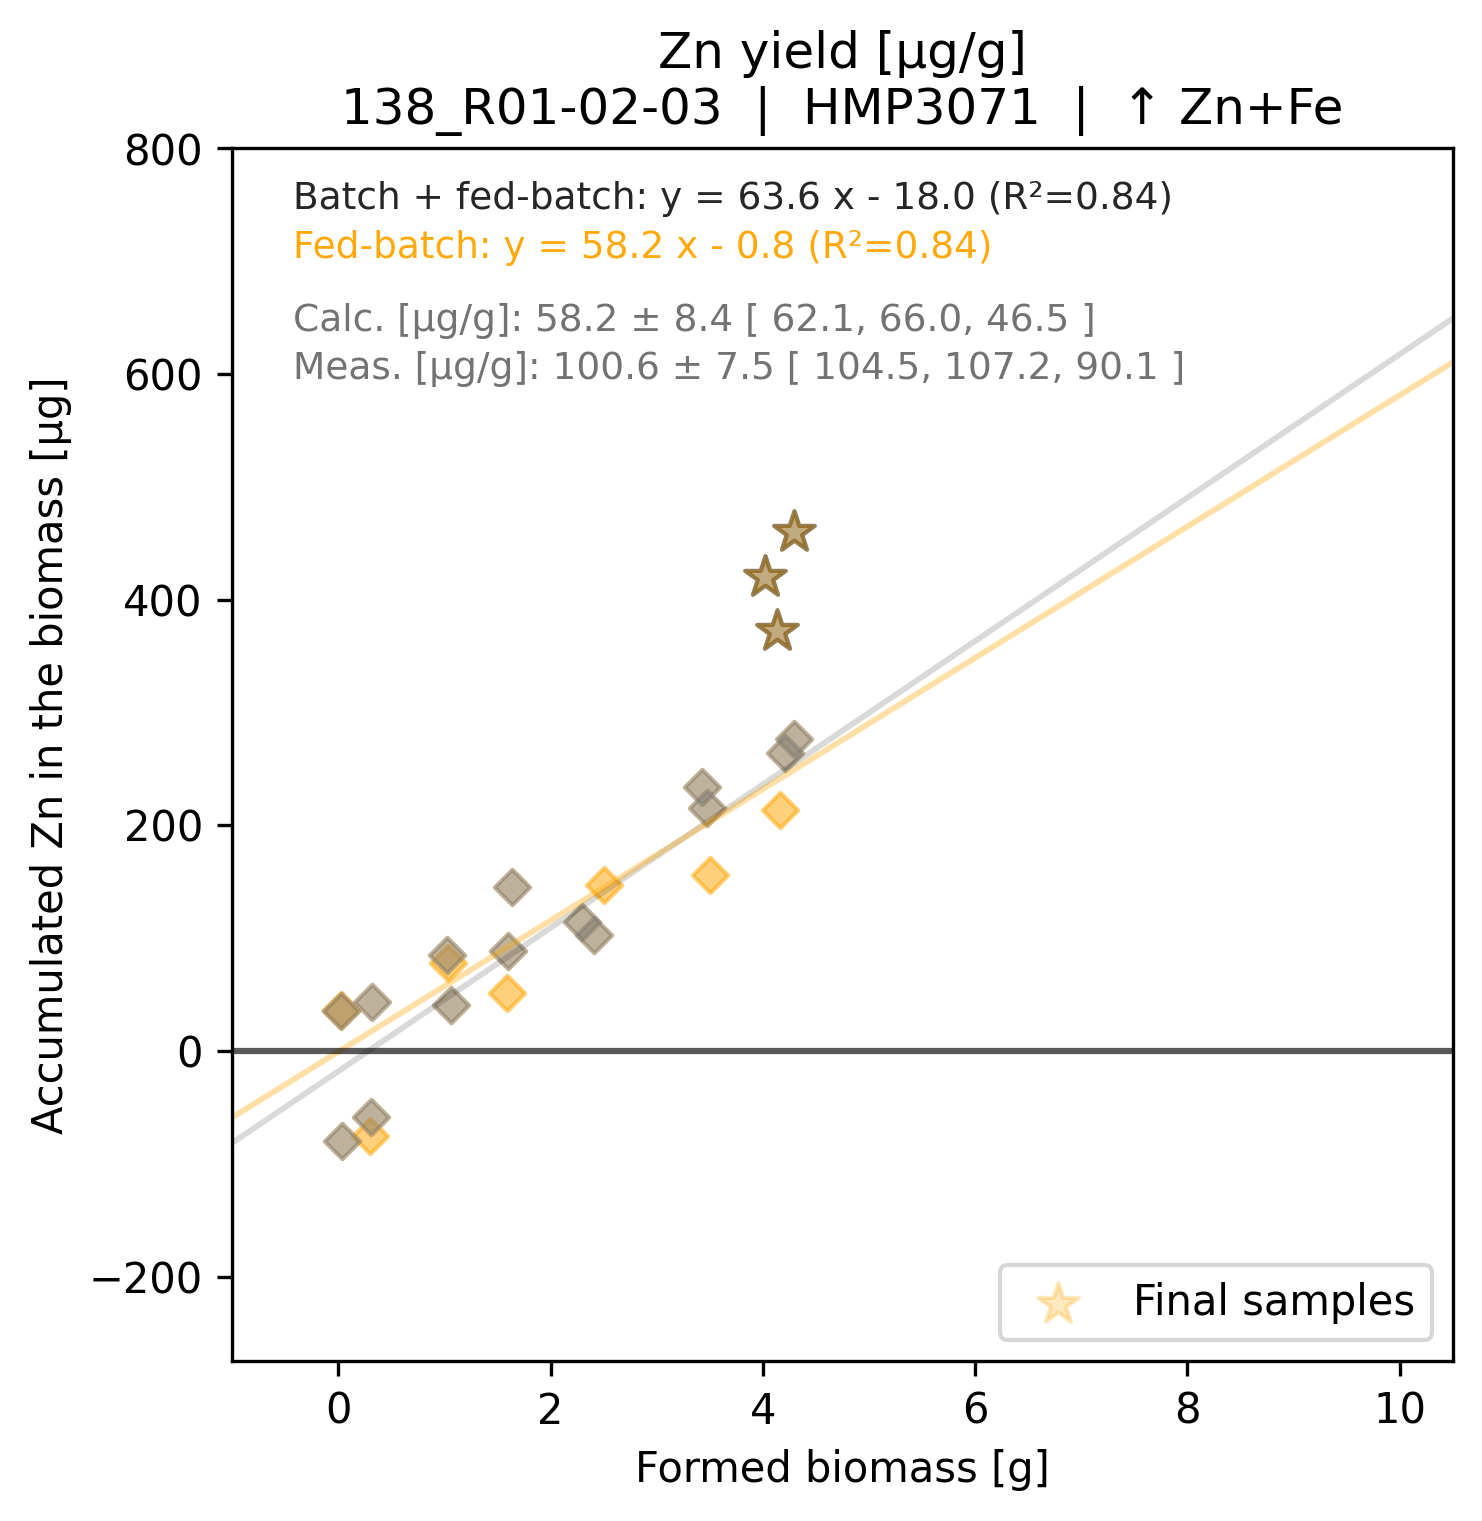 Zn yield [µg/g]
138_R01-02-03 | HMP3071 | ↑ Zn+Fe
800
600
400
200
0
−200
Accumulated Zn in the biomass [µg]
Batch + fed-batch: y = 63.6 x - 18.0 (R²=0.84)
Fed-batch: y = 58.2 x - 0.8 (R²=0.84)
Calc. [µg/g]: 58.2 ± 8.4 [ 62.1, 66.0, 46.5 ]
Meas. [µg/g]: 100.6 ± 7.5 [ 104.5, 107.2, 90.1 ]
Final samples
0 2 4 6 8 10
Formed biomass [g]